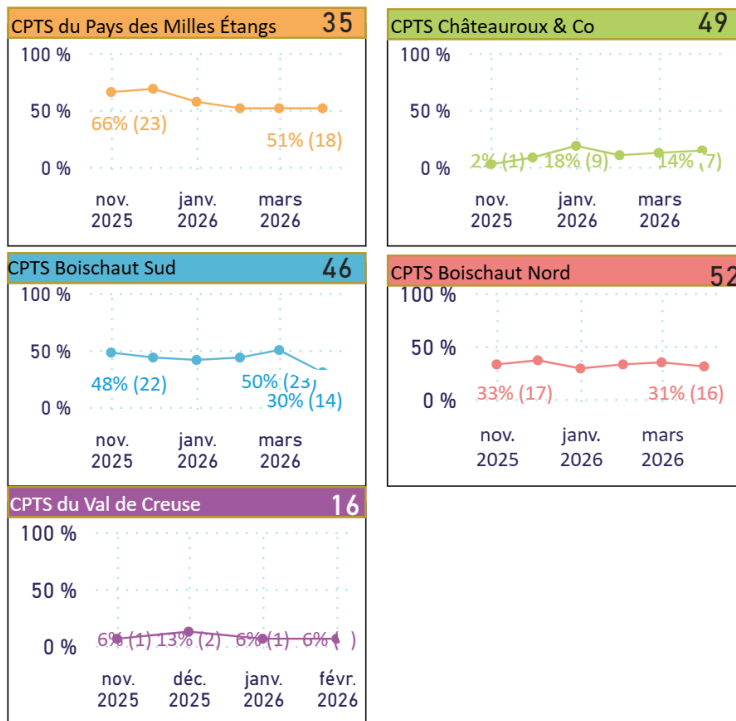 CPTS du Pays des Milles Étangs 35
100 %
50 %
66% (23)
51% (18)
0 %
nov. janv. mars
2025 2026 2026
CPTS Châteauroux & Co 49
100 %
50 %
0 %
2% (1) 18% (9) 14% (7)
nov. janv. mars
2025 2026 2026
CPTS Boischaut Sud 46
100 %
50 %
48% (22) 50% (23)
30% (14)
0 %
nov. janv. mars
2025 2026 2026
CPTS Boischaut Nord 52
100 %
50 %
33% (17) 31% (16)
0 %
nov. janv. mars
2025 2026 2026
CPTS du Val de Creuse 16
100 %
50 %
0 %
6% (1) 13% (2) 6% (1) 6% ( )
nov. déc. janv. févr.
2025 2025 2026 2026